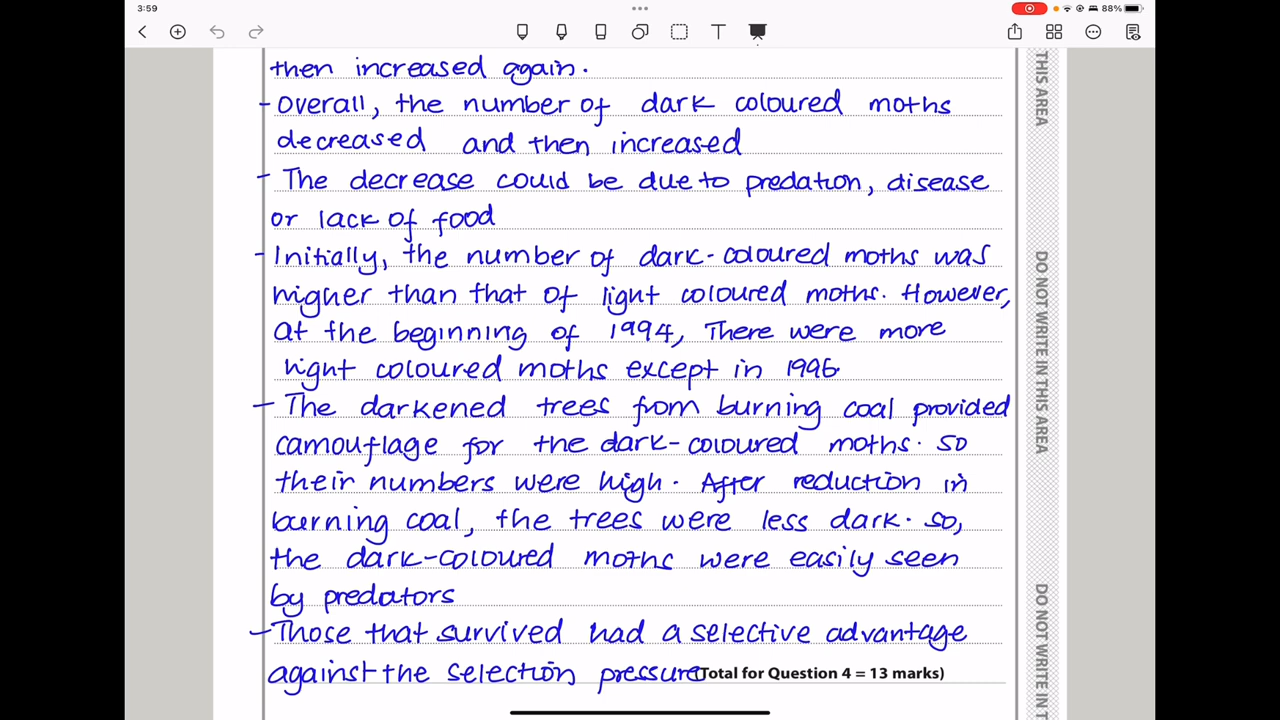 3:59
88%
then increased again.
- Overall, the number of dark coloured moths
decreased and then increased
- The decrease could be due to predation, disease
or lack of food
- Initially, the number of dark-coloured moths was
higher than that of light coloured moths. However,
at the beginning of 1994, There were more
light coloured moths except in 1996
- The darkened trees from burning coal provided
camouflage for the dark-coloured moths. so
their numbers were high. After reduction in
burning coal, the trees were less dark. so,
the dark-coloured moths were easily seen
by predators
- Those that survived had a selective advantage
against the selection pressure
(Total for Question 4 = 13 marks)
THIS AREA
DO NOT WRITE IN THIS AREA
DO NOT WRITE IN T